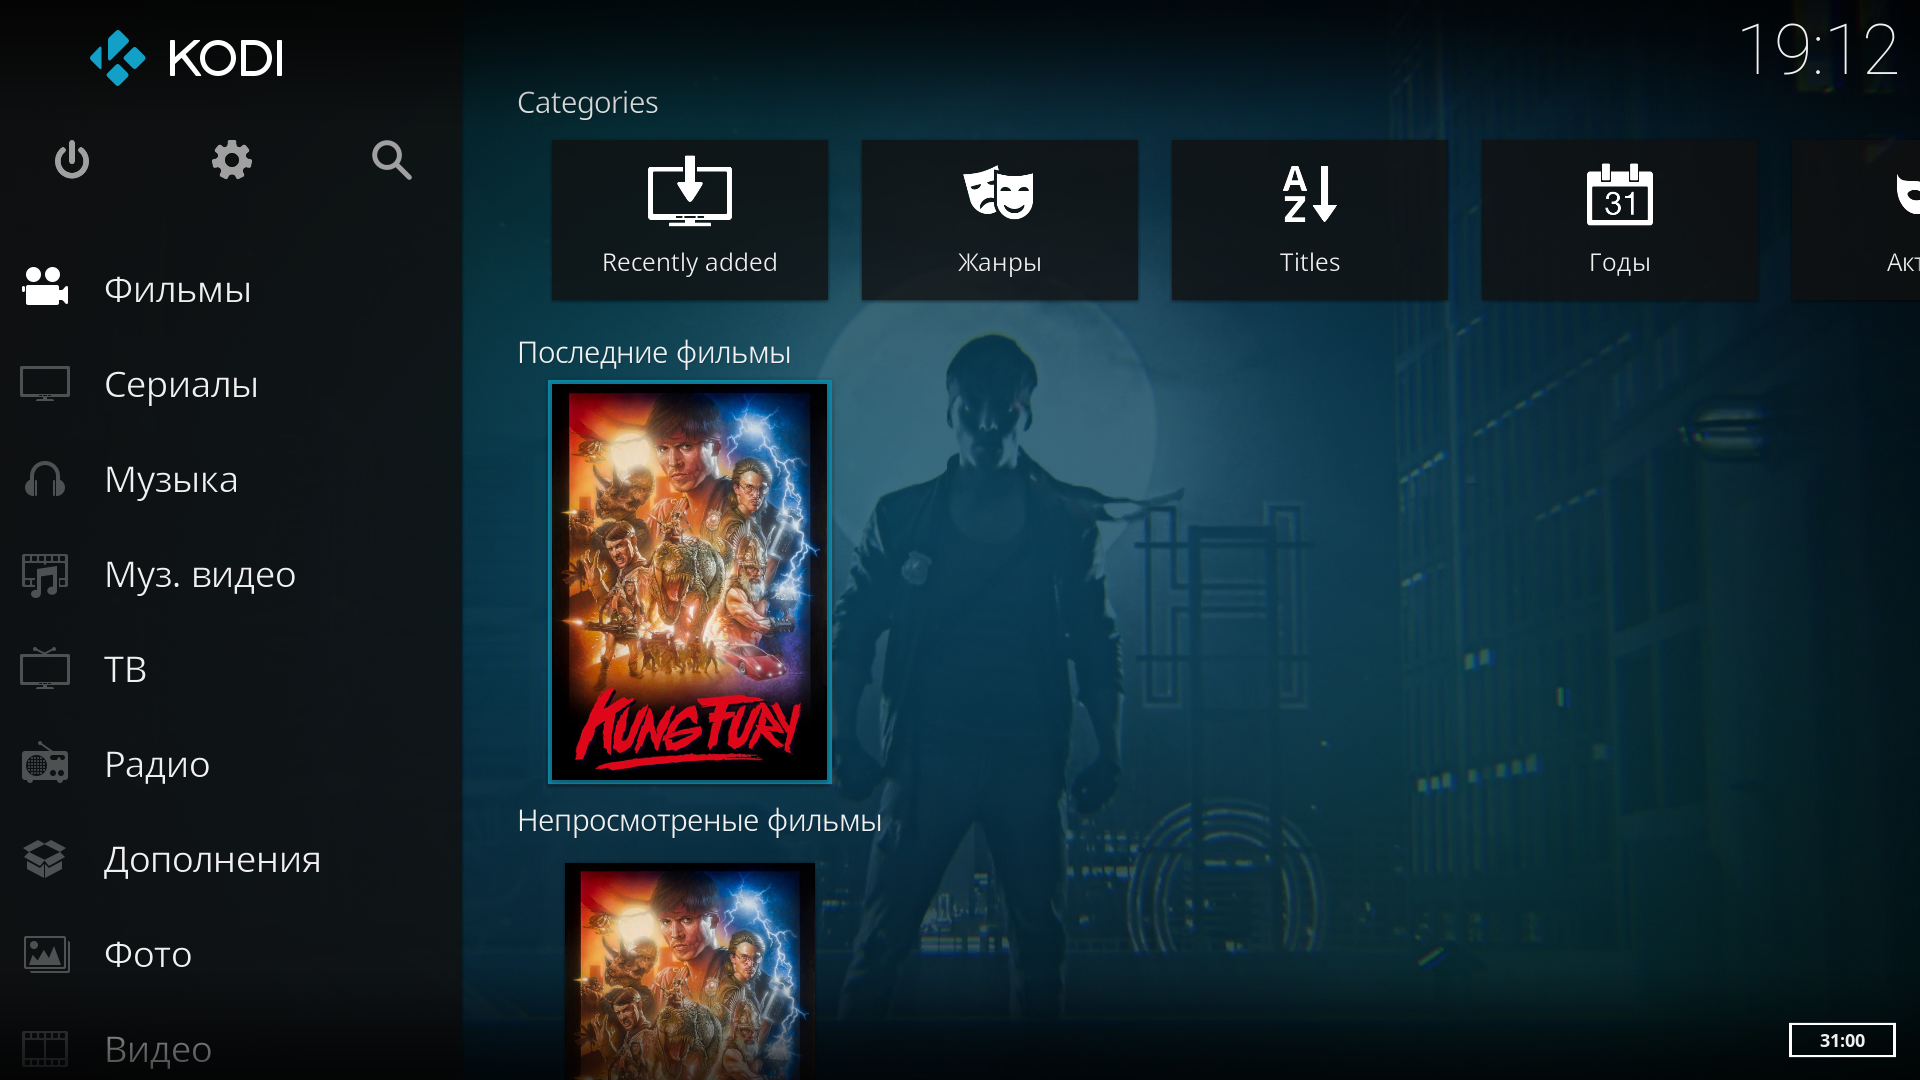 KODI
19:12
Categories
Recently added
Жанры
Titles
31
Годы
Фильмы
Сериалы
Музыка
Муз. видео
ТВ
Радио
Дополнения
Фото
Видео
Последние фильмы
KUNG FURY
Непросмотреные фильмы
31:00